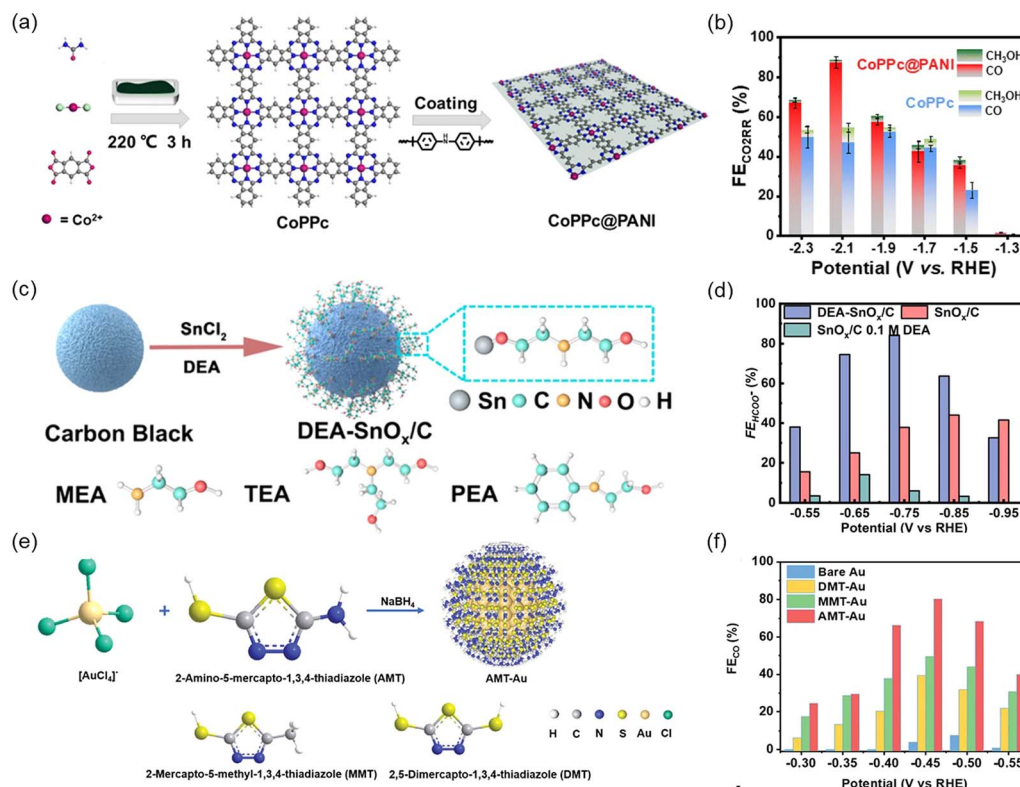 (a)
220 ℃ 3 h
= Co2+
CoPPc
Coating
N
H
CoPPc@PANI
(b)
FECO2RR (%)
100
80
60
40
20
0
CoPPc@PANI
CH3OH
CO
CoPPc
CH3OH
CO
-2.3 -2.1 -1.9 -1.7 -1.5 -1.3
Potential (V vs. RHE)
(c)
SnCl2
DEA
Carbon Black
DEA-SnOx/C
O C H N O H
Sn C N O H
MEA
TEA
PEA
(d)
FEHCOO- (%)
100
80
60
40
20
0
DEA-SnOx/C SnOx/C
SnOx/C 0.1 M DEA
-0.55 -0.65 -0.75 -0.85 -0.95
Potential (V vs RHE)
(e)
+
NaBH4
[AuCl4]-
2-Amino-5-mercapto-1,3,4-thiadiazole (AMT)
AMT-Au
H C N S Au Cl
2-Mercapto-5-methyl-1,3,4-thiadiazole (MMT)
2,5-Dimercapto-1,3,4-thiadiazole (DMT)
(f)
FECO (%)
100
80
60
40
20
0
Bare Au
DMT-Au
MMT-Au
AMT-Au
-0.30 -0.35 -0.40 -0.45 -0.50 -0.55
Potential (V vs RHE)